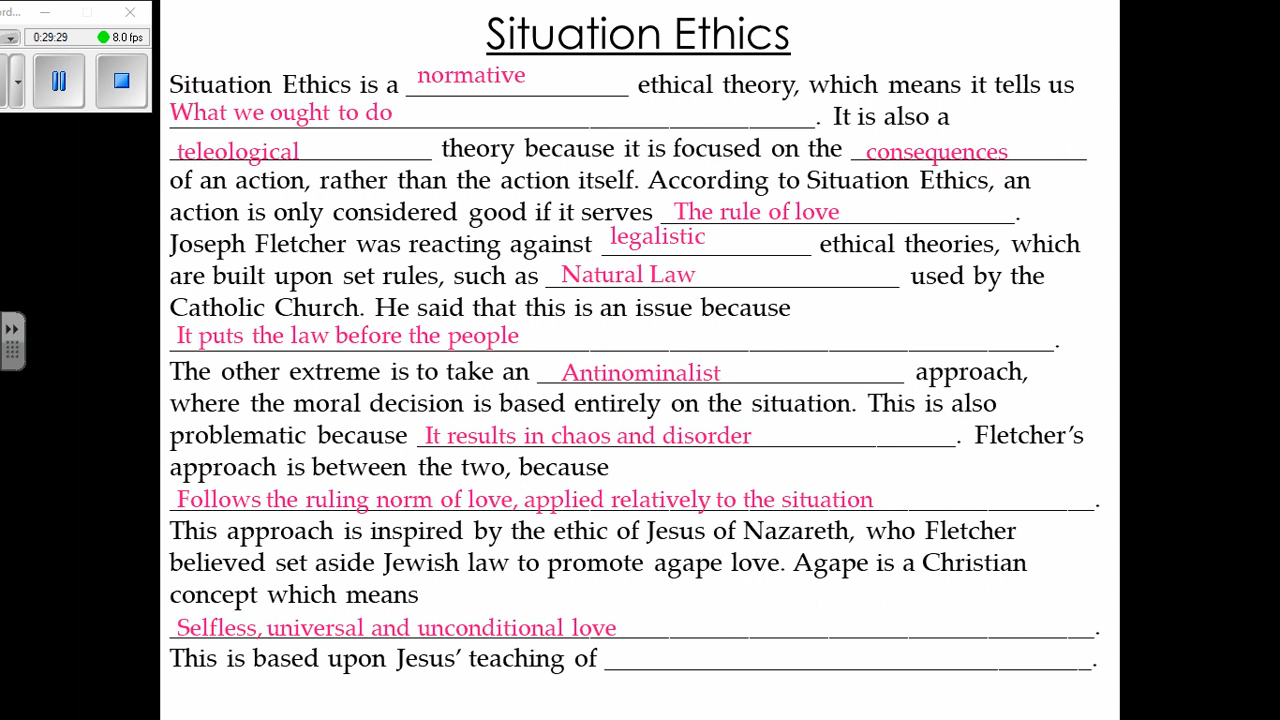 ord...
0:29:29
8.0 fps
Situation Ethics
Situation Ethics is a normative ethical theory, which means it tells us
What we ought to do. It is also a
teleological theory because it is focused on the consequences
of an action, rather than the action itself. According to Situation Ethics, an
action is only considered good if it serves The rule of love.
Joseph Fletcher was reacting against legalistic ethical theories, which
are built upon set rules, such as Natural Law used by the
Catholic Church. He said that this is an issue because
It puts the law before the people.
The other extreme is to take an Antinominalist approach,
where the moral decision is based entirely on the situation. This is also
problematic because It results in chaos and disorder. Fletcher’s
approach is between the two, because
Follows the ruling norm of love, applied relatively to the situation.
This approach is inspired by the ethic of Jesus of Nazareth, who Fletcher
believed set aside Jewish law to promote agape love. Agape is a Christian
concept which means
Selfless, universal and unconditional love.
This is based upon Jesus’ teaching of ____________________.